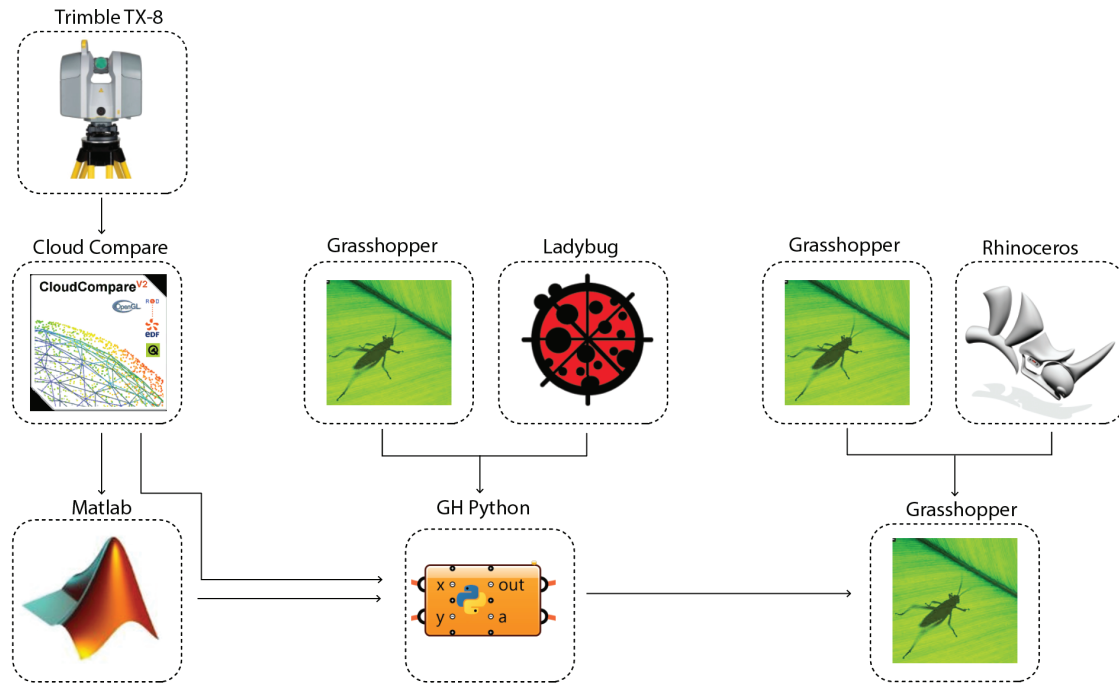 Trimble TX-8
Cloud Compare
Grasshopper
Ladybug
Grasshopper
Rhinoceros
CloudCompare V2
OpenGL
R&D
eDF
Matlab
GH Python
Grasshopper
x
out
y
a